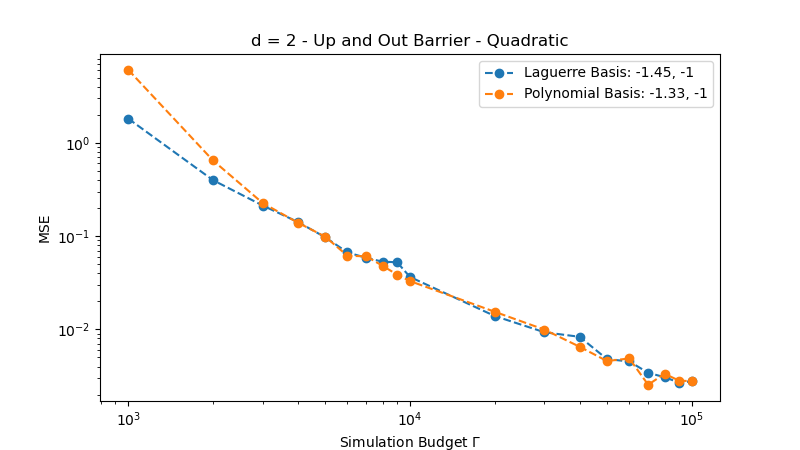 d = 2 - Up and Out Barrier - Quadratic
Laguerre Basis: -1.45, -1
Polynomial Basis: -1.33, -1
MSE
10⁰
10⁻¹
10⁻²
10³
10⁴
10⁵
Simulation Budget Γ